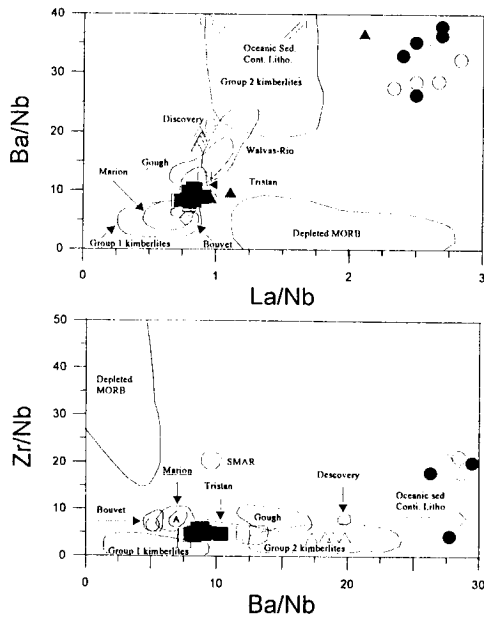 40
30
20
10
0
Ba/Nb
Oceanic Sed.
Cont. Litho.
Group 2 kimberlites
Discovery
Walvas-Rio
Gough
Marion
Tristan
Group 1 kimberlites
Bouvet
Depleted MORB
0 1 2 3
La/Nb
50
40
30
20
10
0
Zr/Nb
Depleted
MORB
SMAR
Marion
Tristan
Descovery
Bouvet
Gough
Oceanic sed
Conti. Litho
A
Group 1 kimberlites
Group 2 kimberlites
0 10 20 30
Ba/Nb